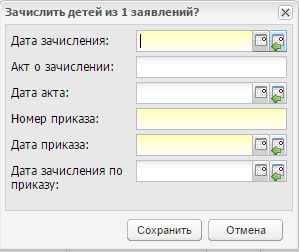 Зачислить детей из 1 заявлений?
Дата зачисления:
Акт о зачислении:
Дата акта:
Номер приказа:
Дата приказа:
Дата зачисления по
приказу:
Сохранить Отмена